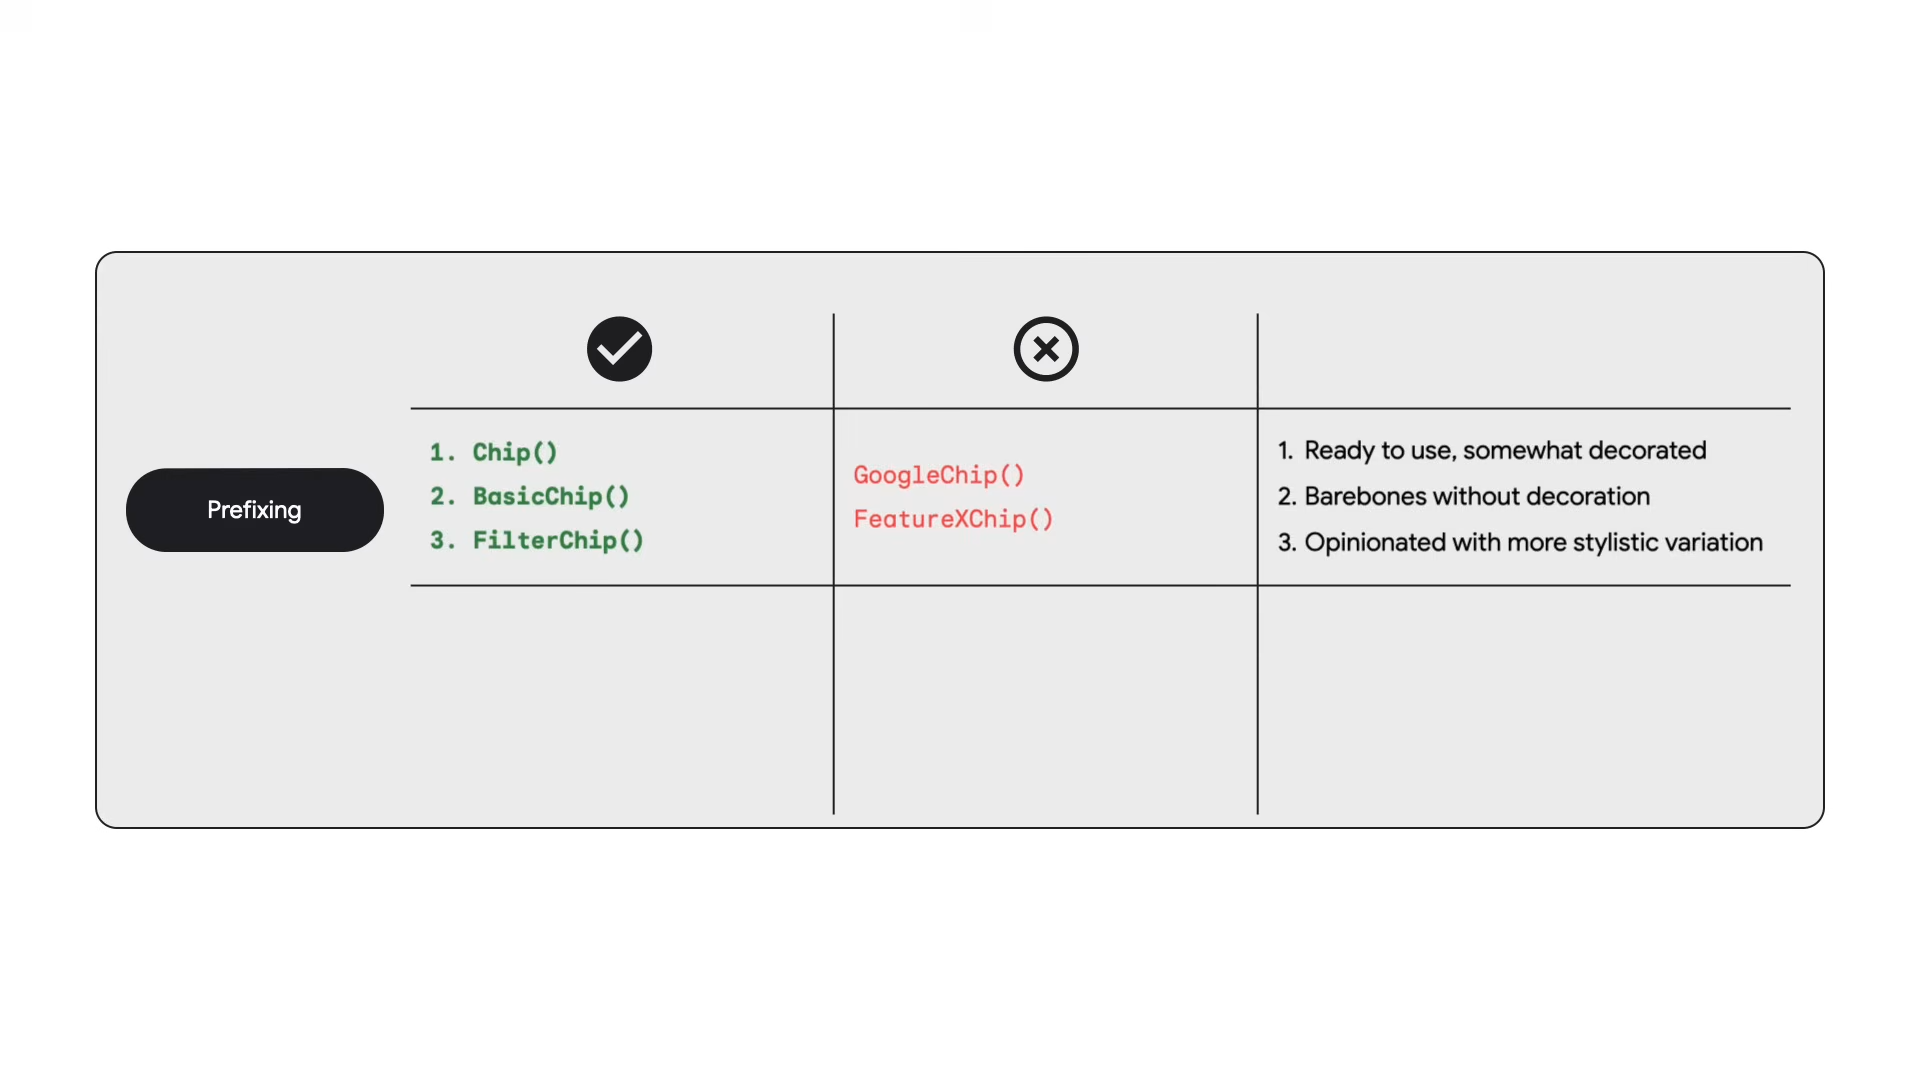 Prefixing
1. Chip()
2. BasicChip()
3. FilterChip()
GoogleChip()
FeatureXChip()
1. Ready to use, somewhat decorated
2. Barebones without decoration
3. Opinionated with more stylistic variation